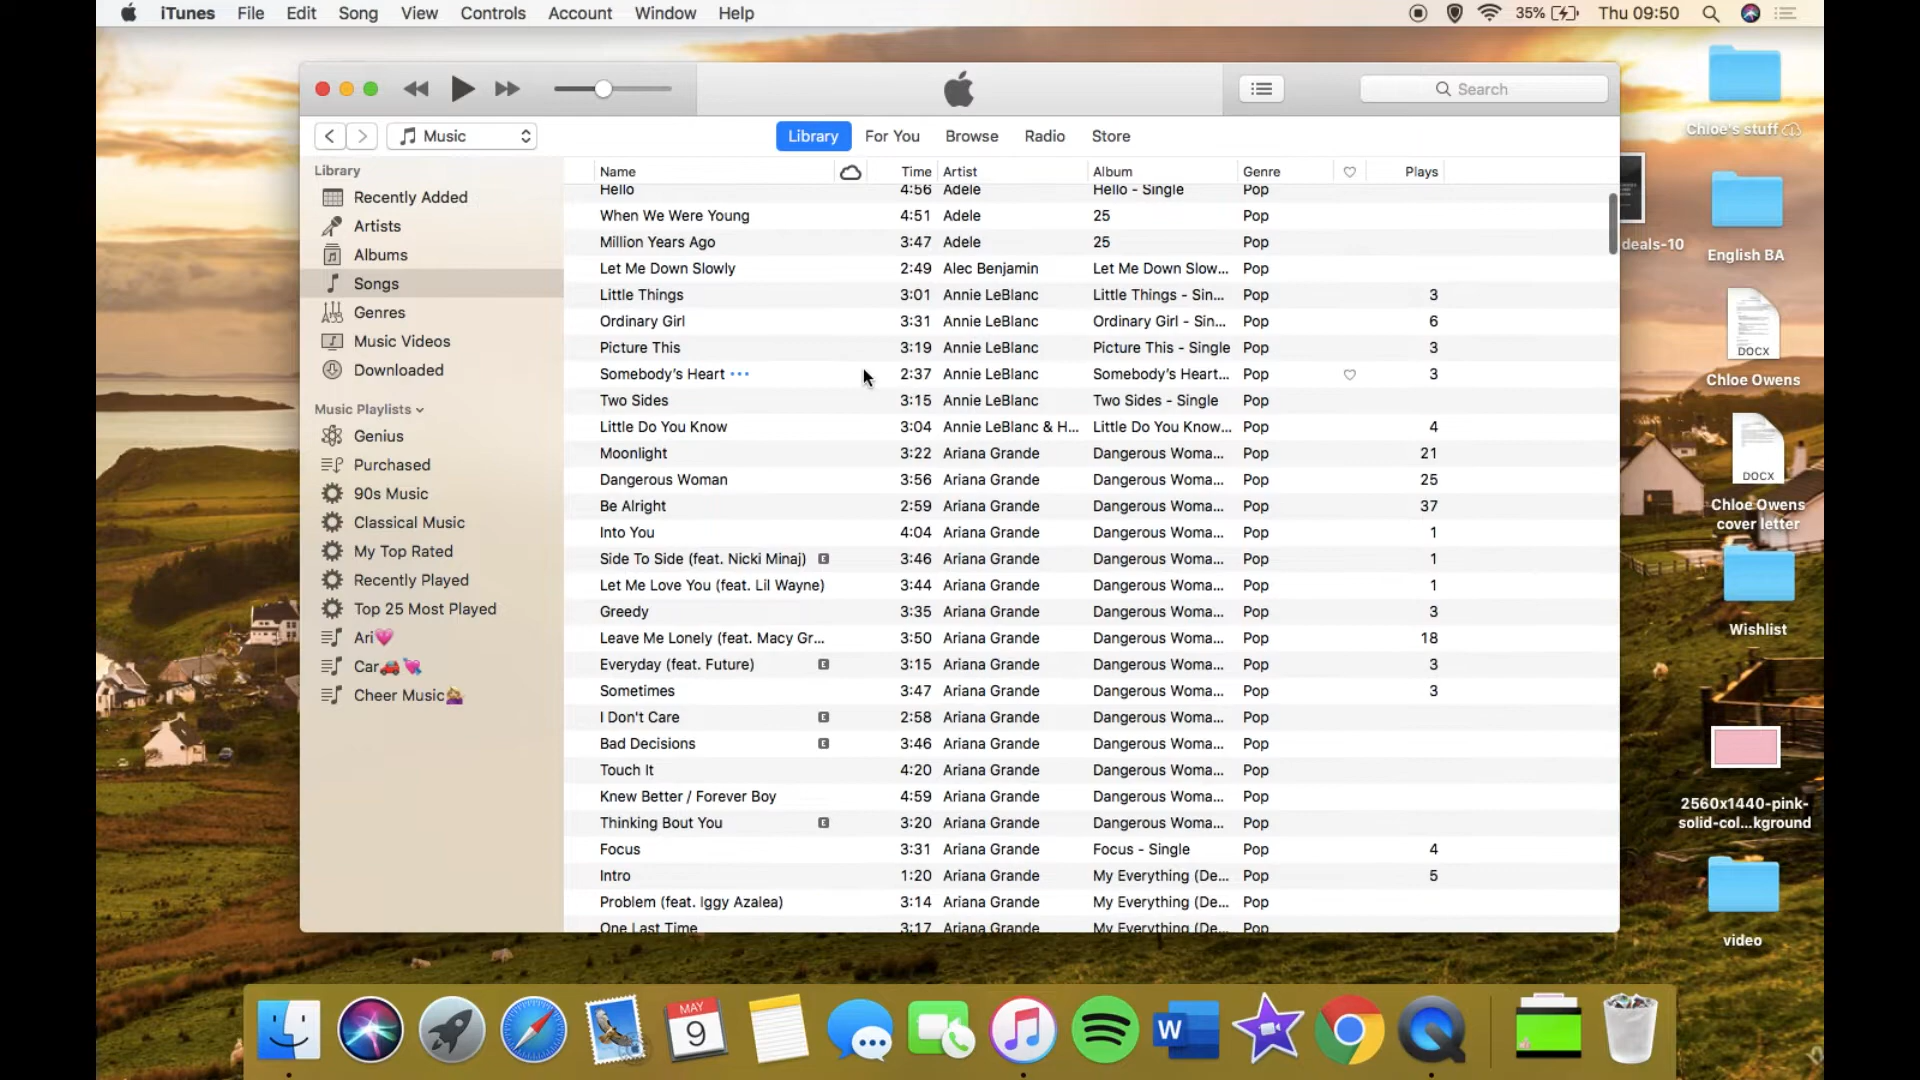 iTunes File Edit Song View Controls Account Window Help 35% Thu 09:50
Search
Music Library For You Browse Radio Store
Library
Recently Added
Artists
Albums
Songs
Genres
Music Videos
Downloaded
Music Playlists
Genius
Purchased
90s Music
Classical Music
My Top Rated
Recently Played
Top 25 Most Played
Ari💗
Car🚗💘
Cheer Music
Name Time Artist Album Genre Plays
Hello 4:56 Adele Hello - Single Pop
When We Were Young 4:51 Adele 25 Pop
Million Years Ago 3:47 Adele 25 Pop
Let Me Down Slowly 2:49 Alec Benjamin Let Me Down Slow... Pop
Little Things 3:01 Annie LeBlanc Little Things - Sin... Pop 3
Ordinary Girl 3:31 Annie LeBlanc Ordinary Girl - Sin... Pop 6
Picture This 3:19 Annie LeBlanc Picture This - Single Pop 3
Somebody's Heart ••• 2:37 Annie LeBlanc Somebody's Heart... Pop 3
Two Sides 3:15 Annie LeBlanc Two Sides - Single Pop
Little Do You Know 3:04 Annie LeBlanc & H... Little Do You Know... Pop 4
Moonlight 3:22 Ariana Grande Dangerous Woma... Pop 21
Dangerous Woman 3:56 Ariana Grande Dangerous Woma... Pop 25
Be Alright 2:59 Ariana Grande Dangerous Woma... Pop 37
Into You 4:04 Ariana Grande Dangerous Woma... Pop 1
Side To Side (feat. Nicki Minaj) E 3:46 Ariana Grande Dangerous Woma... Pop 1
Let Me Love You (feat. Lil Wayne) 3:44 Ariana Grande Dangerous Woma... Pop 1
Greedy 3:35 Ariana Grande Dangerous Woma... Pop 3
Leave Me Lonely (feat. Macy Gr... 3:50 Ariana Grande Dangerous Woma... Pop 18
Everyday (feat. Future) E 3:15 Ariana Grande Dangerous Woma... Pop 3
Sometimes 3:47 Ariana Grande Dangerous Woma... Pop 3
I Don't Care E 2:58 Ariana Grande Dangerous Woma... Pop
Bad Decisions E 3:46 Ariana Grande Dangerous Woma... Pop
Touch It 4:20 Ariana Grande Dangerous Woma... Pop
Knew Better / Forever Boy 4:59 Ariana Grande Dangerous Woma... Pop
Thinking Bout You E 3:20 Ariana Grande Dangerous Woma... Pop
Focus 3:31 Ariana Grande Focus - Single Pop 4
Intro 1:20 Ariana Grande My Everything (De... Pop 5
Problem (feat. Iggy Azalea) 3:14 Ariana Grande My Everything (De... Pop
One Last Time 3:17 Ariana Grande My Everything (De... Pop
Chloe's stuff
deals-10
English BA
DOCX
Chloe Owens
DOCX
Chloe Owens
cover letter
Wishlist
2560x1440-pink-
solid-col...kground
video
MAY
9
W